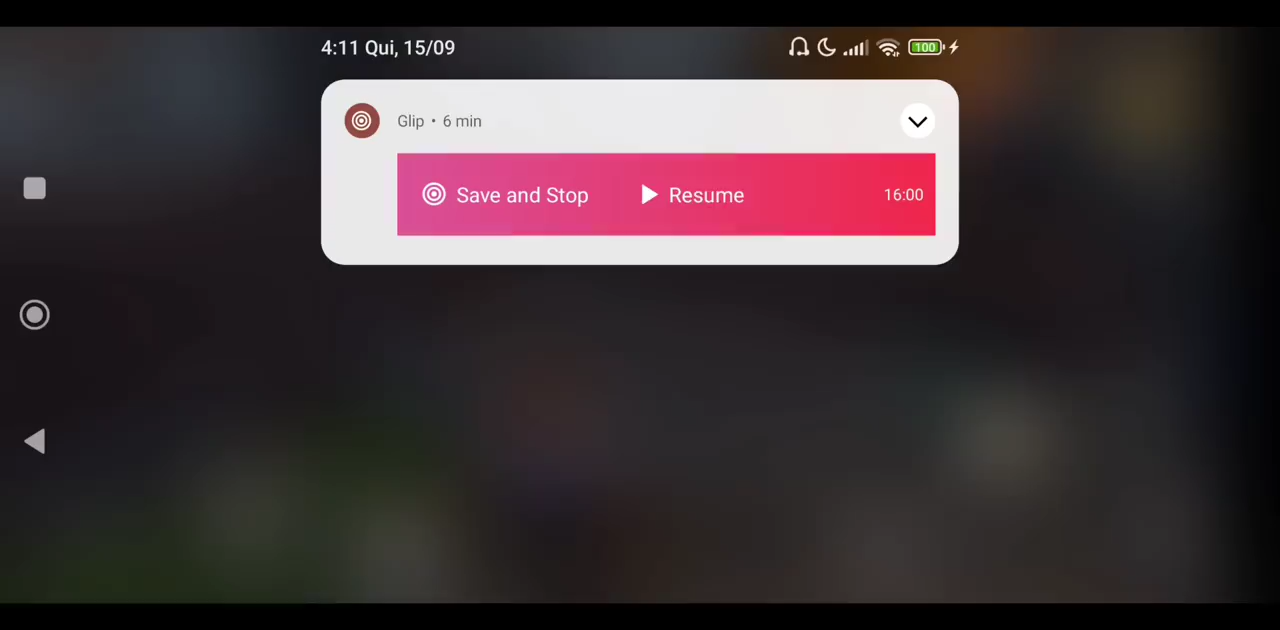 4:11 Qui, 15/09
100
Glip • 6 min
Save and Stop
Resume
16:00